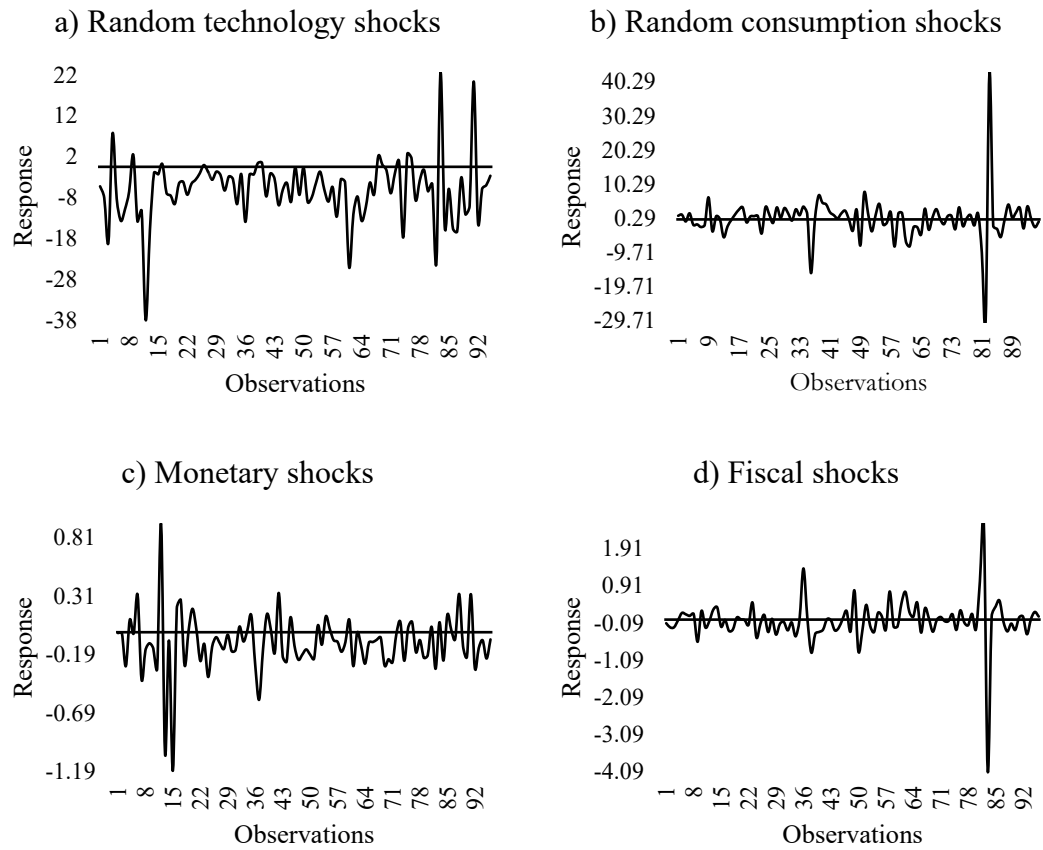 a) Random technology shocks
22
12
2
-8
-18
-28
-38
Response
1 8 15 22 29 36 43 50 57 64 71 78 85 92
Observations
b) Random consumption shocks
40.29
30.29
20.29
10.29
0.29
-9.71
-19.71
-29.71
Response
1 9 17 25 33 41 49 57 65 73 81 89
Observations
c) Monetary shocks
0.81
0.31
-0.19
-0.69
-1.19
Response
1 8 15 22 29 36 43 50 57 64 71 78 85 92
Observations
d) Fiscal shocks
1.91
0.91
-0.09
-1.09
-2.09
-3.09
-4.09
Response
1 8 15 22 29 36 43 50 57 64 71 78 85 92
Observations